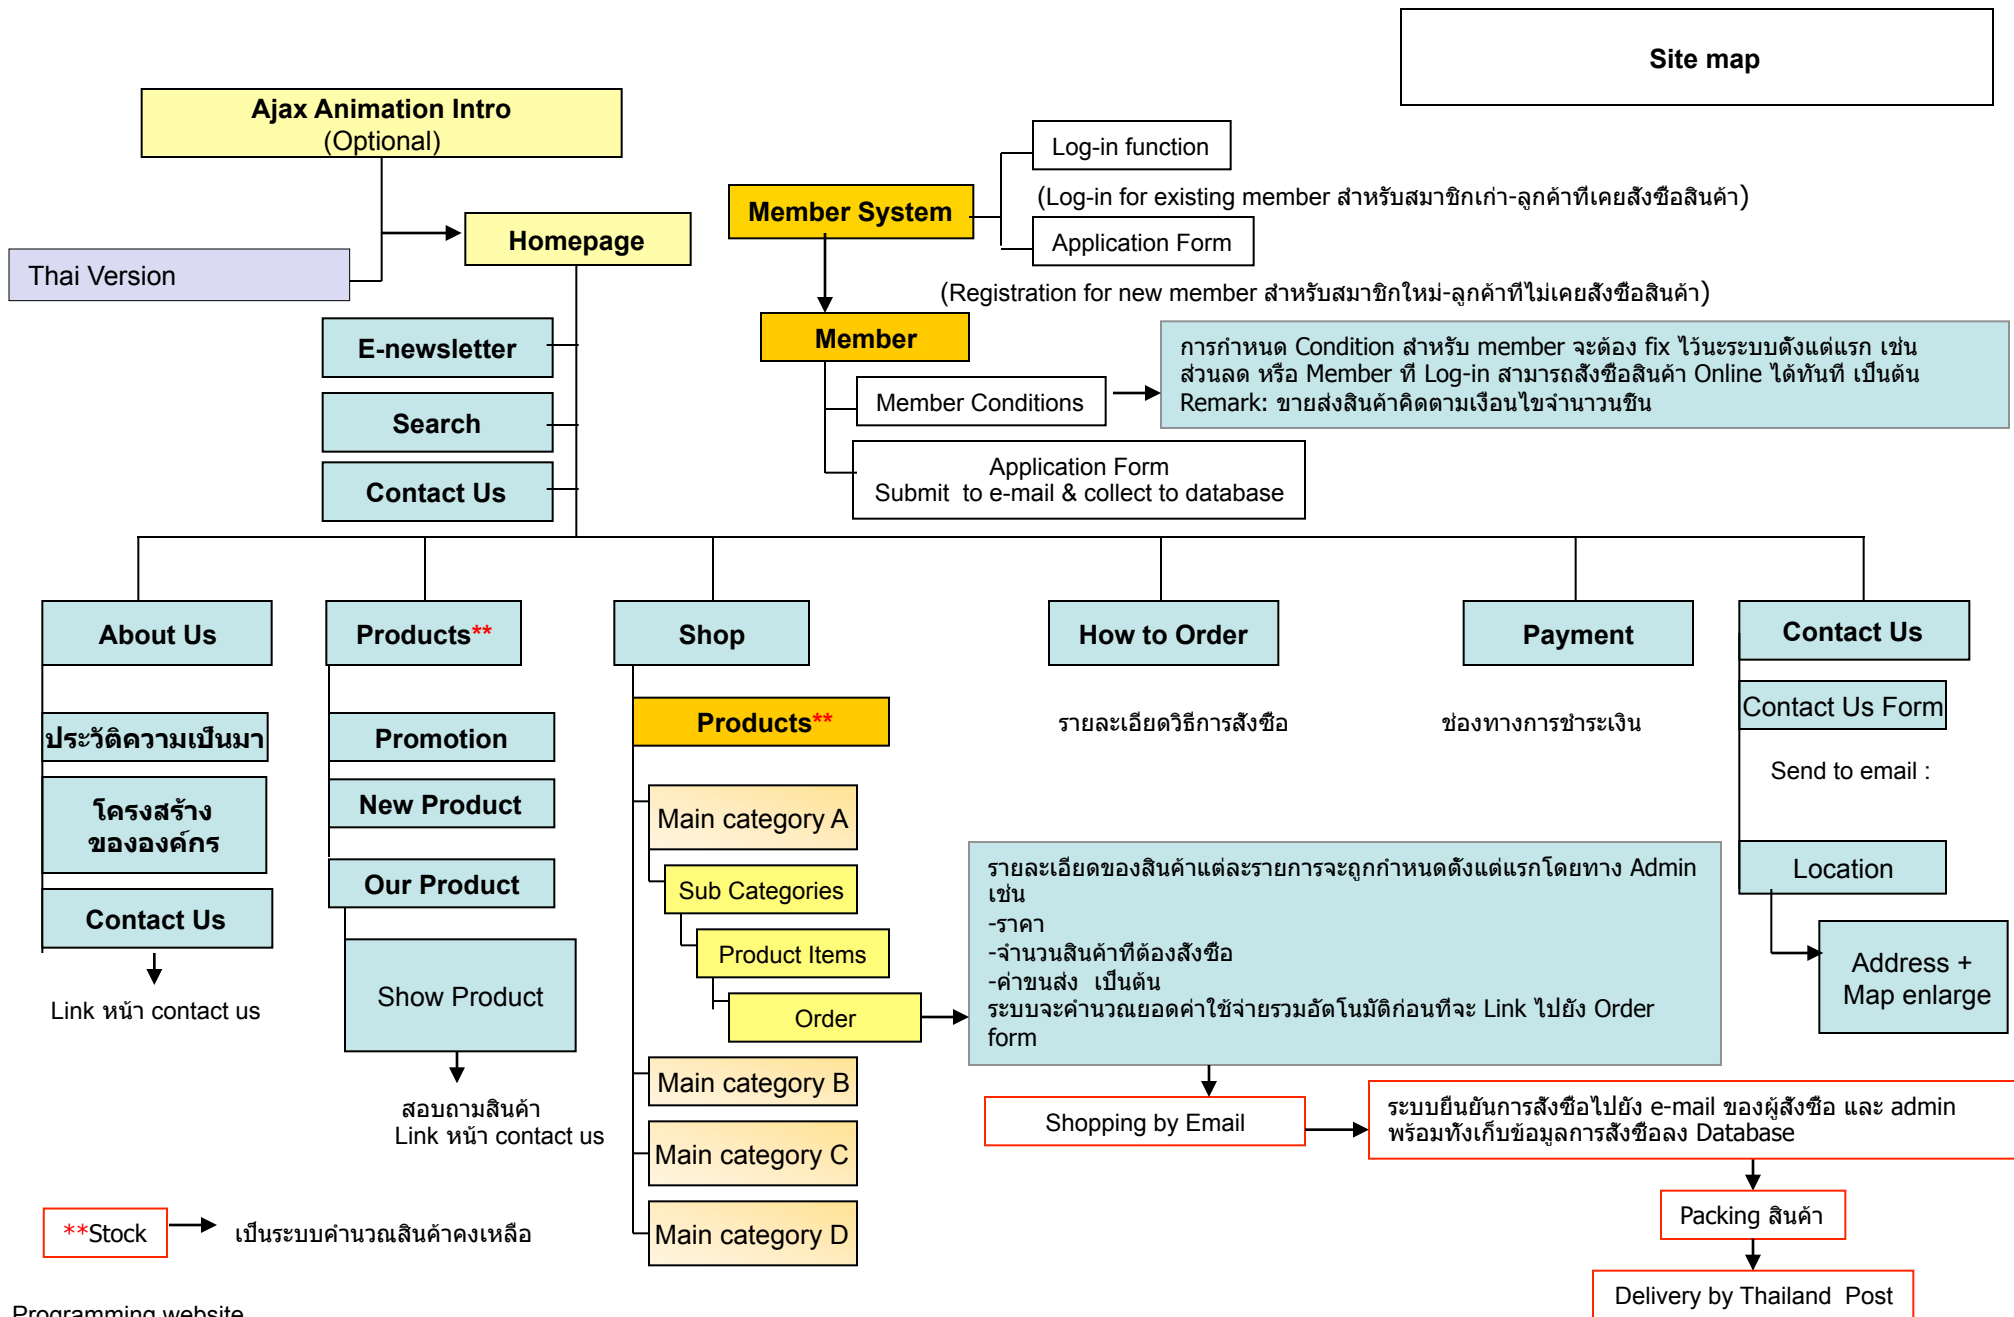 Site map
Ajax Animation Intro
(Optional)
Log-in function
Member System
(Log-in for existing member สำหรับสมาชิกเก่า-ลูกค้าที่เคยสั่งซื้อสินค้า)
Homepage
Application Form
Thai Version
(Registration for new member สำหรับสมาชิกใหม่-ลูกค้าที่ไม่เคยสั่งซื้อสินค้า)
Member
E-newsletter
การกำหนด Condition สำหรับ member จะต้อง fix ไว้นะระบบตั้งแต่แรก เช่น
ส่วนลด หรือ Member ที่ Log-in สามารถสั่งซื้อสินค้า Online ได้ทันที เป็นต้น
Remark: ขายส่งสินค้าคิดตามเงื่อนไขจำนาวนชิ้น
Member Conditions
Search
Application Form
Submit to e-mail & collect to database
Contact Us
About Us
Products**
Shop
How to Order
Payment
Contact Us
ประวัติความเป็นมา
Promotion
Products**
รายละเอียดวิธีการสั่งซื้อ
ช่องทางการชำระเงิน
Contact Us Form
Send to email :
โครงสร้าง
ขององค์กร
New Product
Main category A
Our Product
Sub Categories
รายละเอียดของสินค้าแต่ละรายการจะถูกกำหนดตั้งแต่แรกโดยทาง Admin
เช่น
-ราคา
-จำนวนสินค้าที่ต้องสั่งซื้อ
-ค่าขนส่ง เป็นต้น
ระบบจะคำนวณยอดค่าใช้จ่ายรวมอัตโนมัติก่อนที่จะ Link ไปยัง Order
form
Location
Contact Us
Product Items
Address +
Map enlarge
Link หน้า contact us
Show Product
Order
Main category B
สอบถามสินค้า
Link หน้า contact us
Shopping by Email
ระบบยืนยันการสั่งซื้อไปยัง e-mail ของผู้สั่งซื้อ และ admin
พร้อมทั้งเก็บข้อมูลการสั่งซื้อลง Database
Main category C
**Stock
เป็นระบบคำนวณสินค้าคงเหลือ
Main category D
Packing สินค้า
Delivery by Thailand Post
Programming website